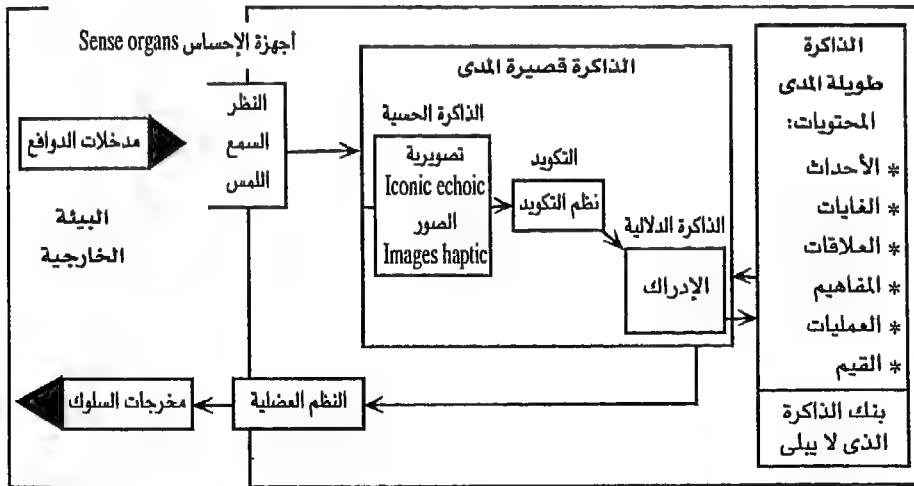 أجهزة الإحساس Sense organs
النظر
السمع
اللمس
مدخلات الدوافع
البيئة
الخارجية
الذاكرة قصيرة المدى
الذاكرة الحسية
تصويرية
Iconic echoic
الصور
Images haptic
التكويد
نظم التكويد
الذاكرة الدلالية
الإدراك
الذاكرة
طويلة المدى
المحتويات:
* الأحداث
* الغايات
* العلاقات
* المفاهيم
* العمليات
* القيم
بنك الذاكرة
الذى لا يبلى
النظم العضلية
مخرجات السلوك